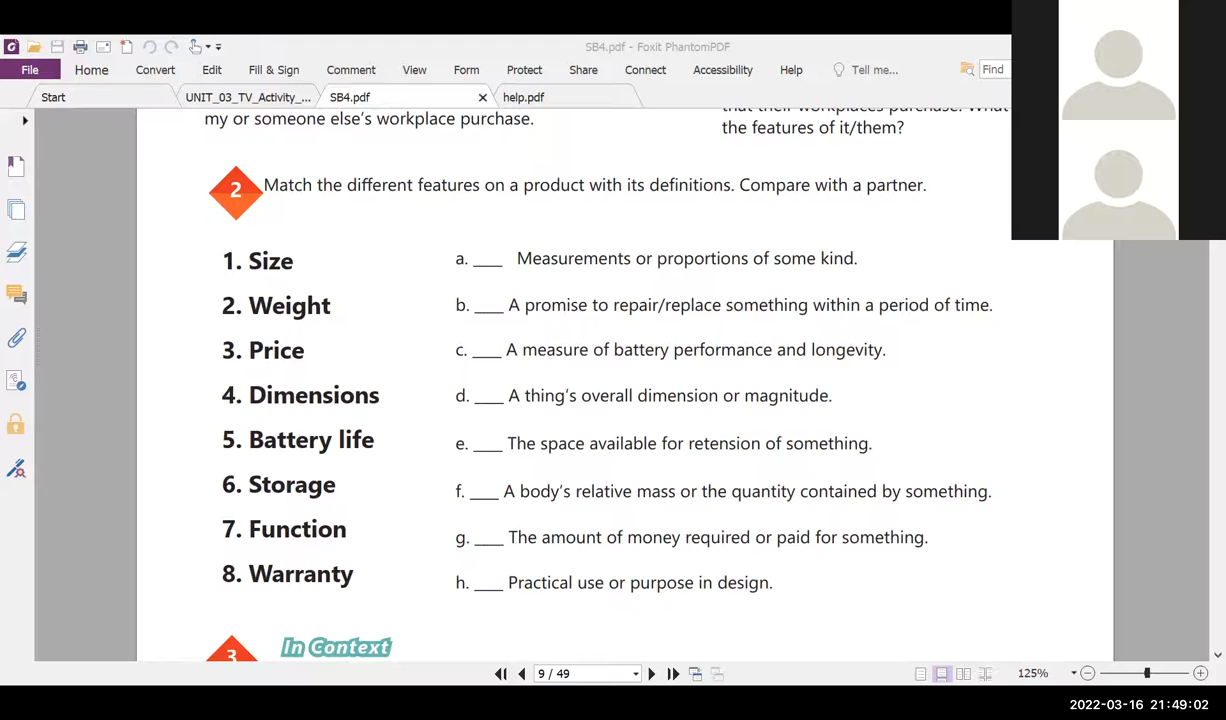 SB4.pdf - Foxit PhantomPDF
File Home Convert Edit Fill & Sign Comment View Form Protect Share Connect Accessibility Help Tell me... Find
Start UNIT_03_TV_Activity_... SB4.pdf help.pdf
my or someone else's workplace purchase.
that their workplaces purchase. What
the features of it/them?
2 Match the different features on a product with its definitions. Compare with a partner.
1. Size
a. ____ Measurements or proportions of some kind.
2. Weight
b. ____ A promise to repair/replace something within a period of time.
3. Price
c. ____ A measure of battery performance and longevity.
4. Dimensions
d. ____ A thing's overall dimension or magnitude.
5. Battery life
e. ____ The space available for retention of something.
6. Storage
f. ____ A body's relative mass or the quantity contained by something.
7. Function
g. ____ The amount of money required or paid for something.
8. Warranty
h. ____ Practical use or purpose in design.
3 In Context
9 / 49 125%
2022-03-16 21:49:02